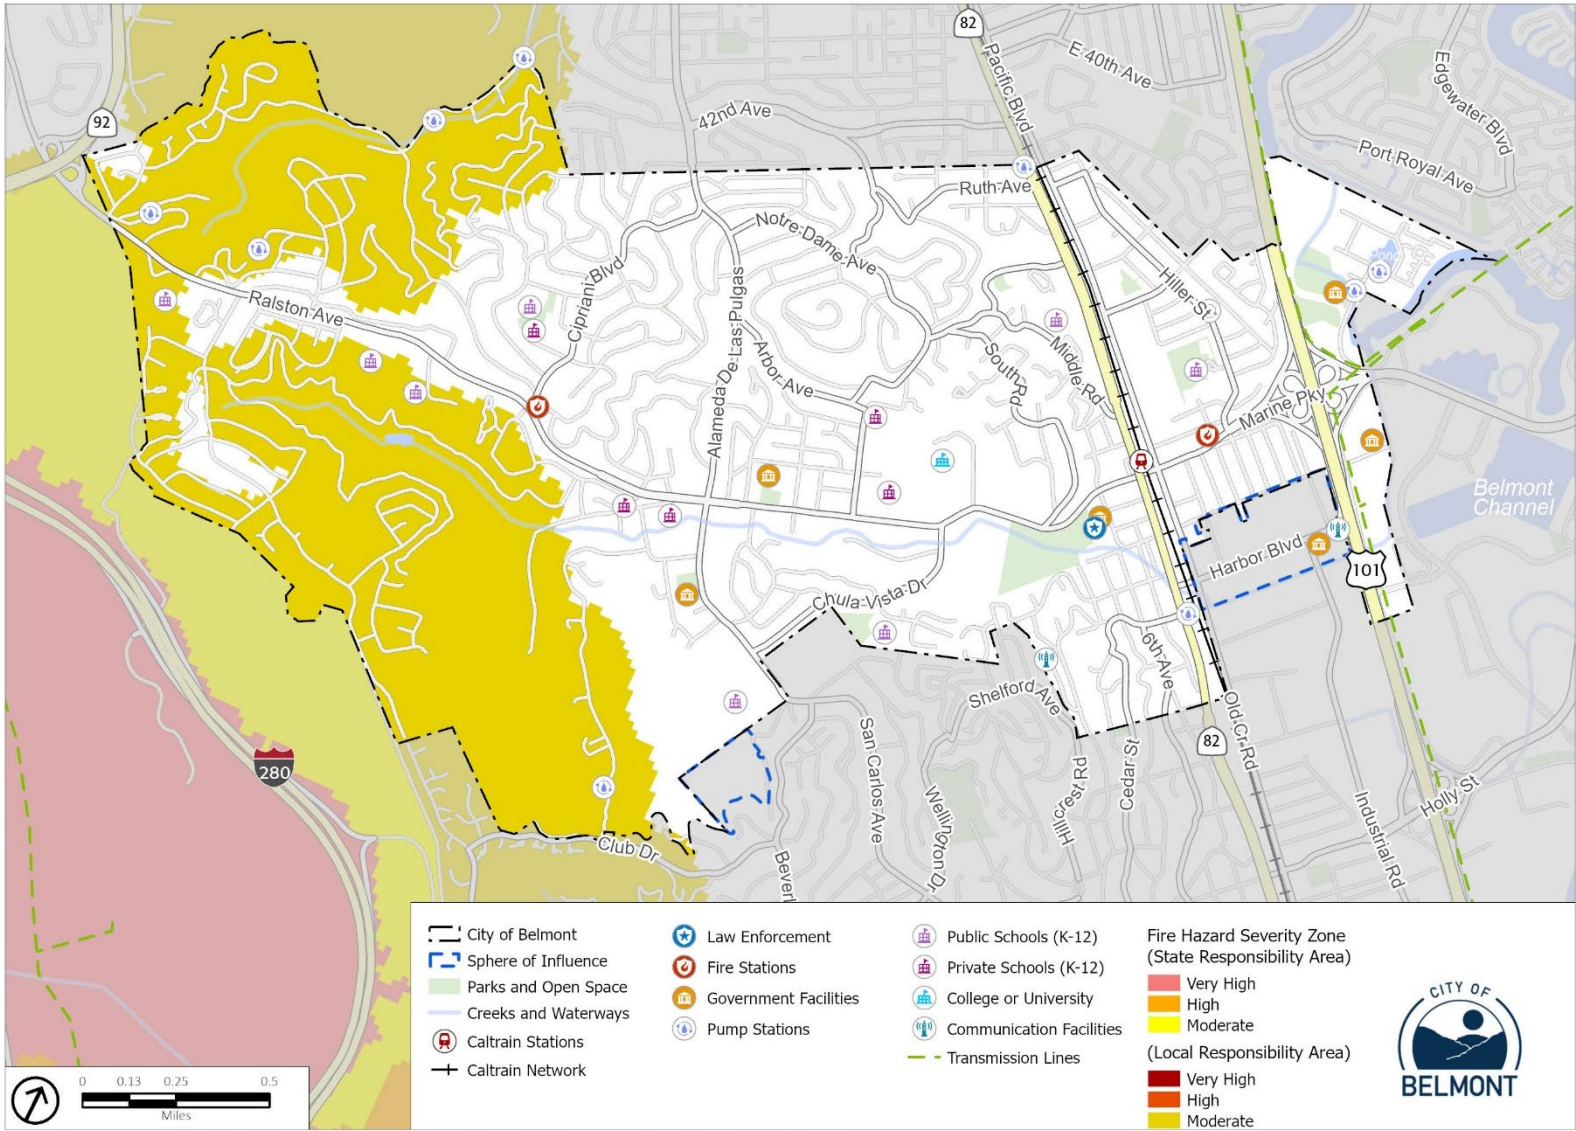 82
Pacific Blvd
E 40th Ave
Edgewater Blvd
92
42nd Ave
Port Royal Ave
Ruth Ave
Notre Dame Ave
Cipriani Blvd
Hiller St
Pond
Ralston Ave
Alameda De Las Pulgas
Arbor Ave
South Rd
Middle Rd
Marine Pky
Belmont
Channel
Harbor Blvd
101
Chula Vista Dr
6th Ave
Shelford Ave
Old Cr Rd
82
280
San Carlos Ave
Wellington Dr
Hillcrest Rd
Cedar St
Industrial Rd
Holly St
Club Dr
Beverl
City of Belmont
Sphere of Influence
Parks and Open Space
Creeks and Waterways
Caltrain Stations
Caltrain Network
Law Enforcement
Fire Stations
Government Facilities
Pump Stations
Public Schools (K-12)
Private Schools (K-12)
College or University
Communication Facilities
Transmission Lines
Fire Hazard Severity Zone
(State Responsibility Area)
Very High
High
Moderate
(Local Responsibility Area)
Very High
High
Moderate
CITY OF
BELMONT
0 0.13 0.25 0.5
Miles